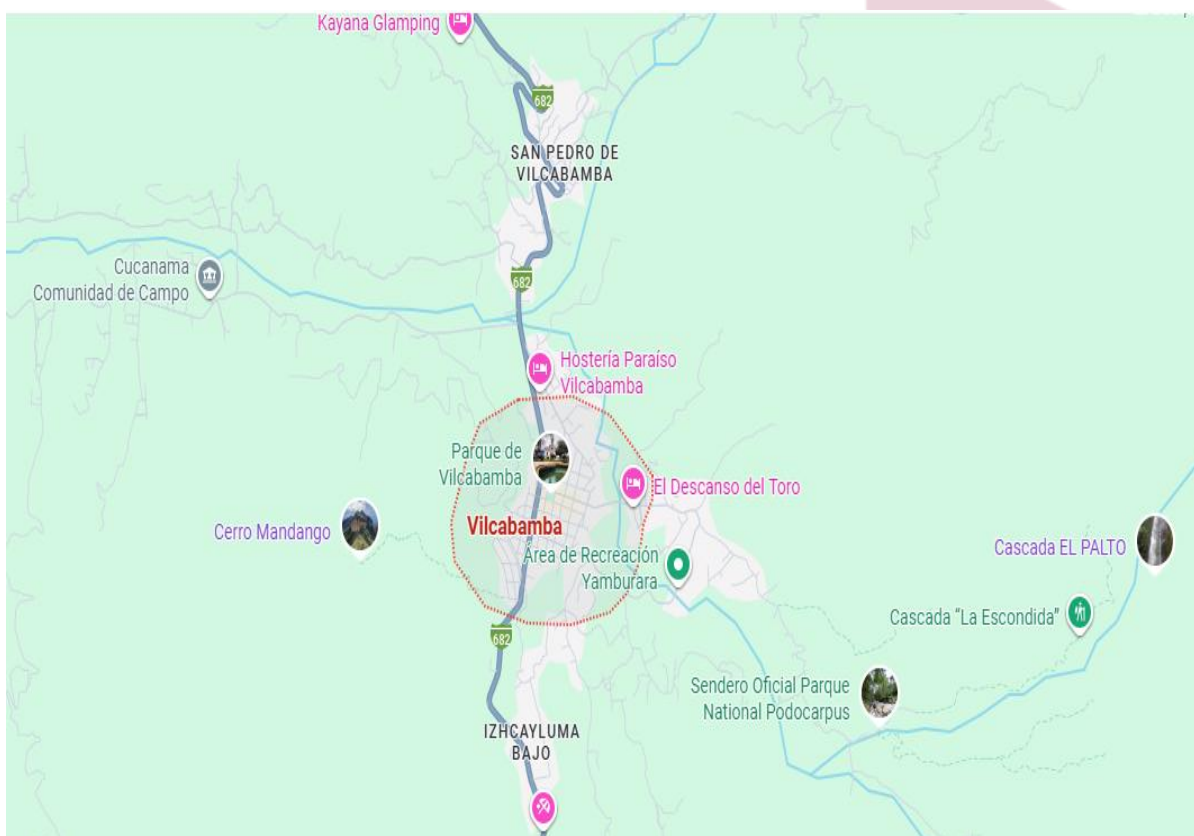 Kayana Glamping
682
SAN PEDRO DE
VILCABAMBA
682
Cucanama
Comunidad de Campo
Hostería Paraíso
Vilcabamba
Parque de
Vilcabamba
El Descanso del Toro
Vilcabamba
Cerro Mandango
Área de Recreación
Yamburara
Cascada EL PALTO
Cascada "La Escondida"
682
Sendero Oficial Parque
National Podocarpus
IZHCAYLUMA
BAJO